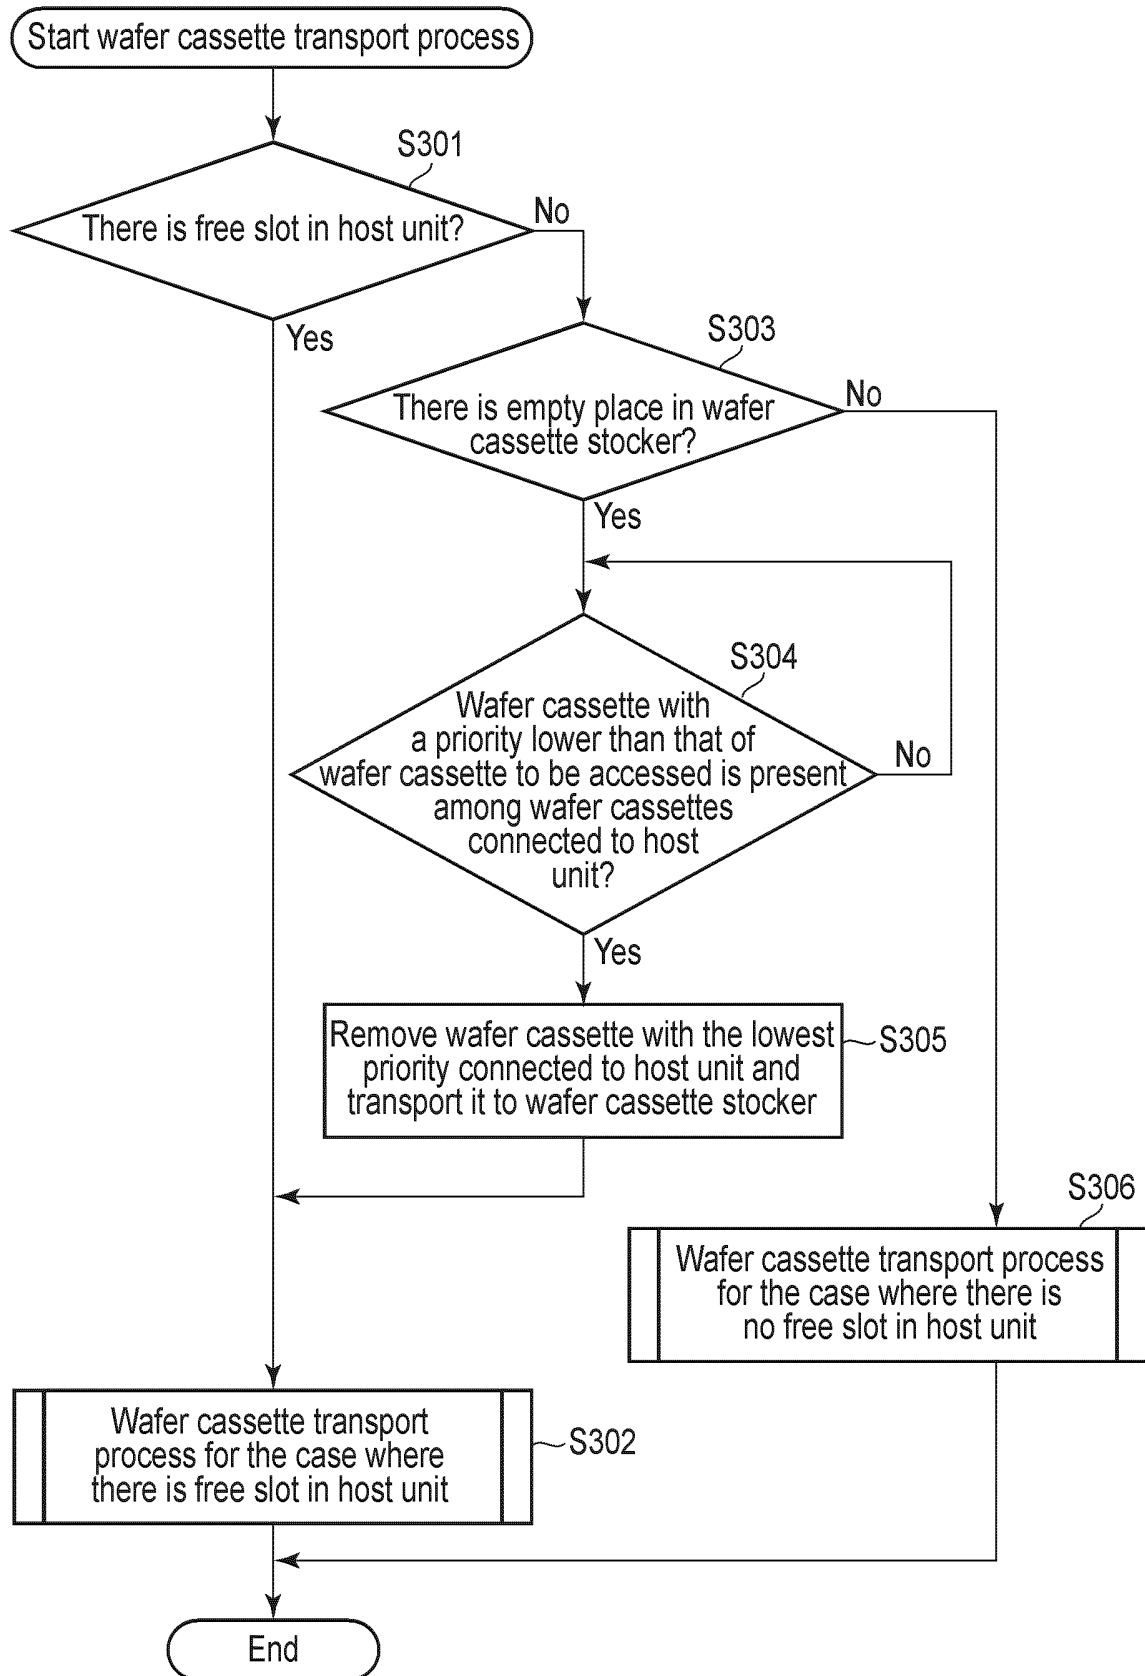 Start wafer cassette transport process
S301
There is free slot in host unit?
No
Yes
S303
There is empty place in wafer
cassette stocker?
No
Yes
S304
Wafer cassette with
a priority lower than that of
wafer cassette to be accessed is present
among wafer cassettes
connected to host
unit?
No
Yes
Remove wafer cassette with the lowest
priority connected to host unit and
transport it to wafer cassette stocker
S305
S306
Wafer cassette transport process
for the case where there is
no free slot in host unit
Wafer cassette transport
process for the case where
there is free slot in host unit
S302
End